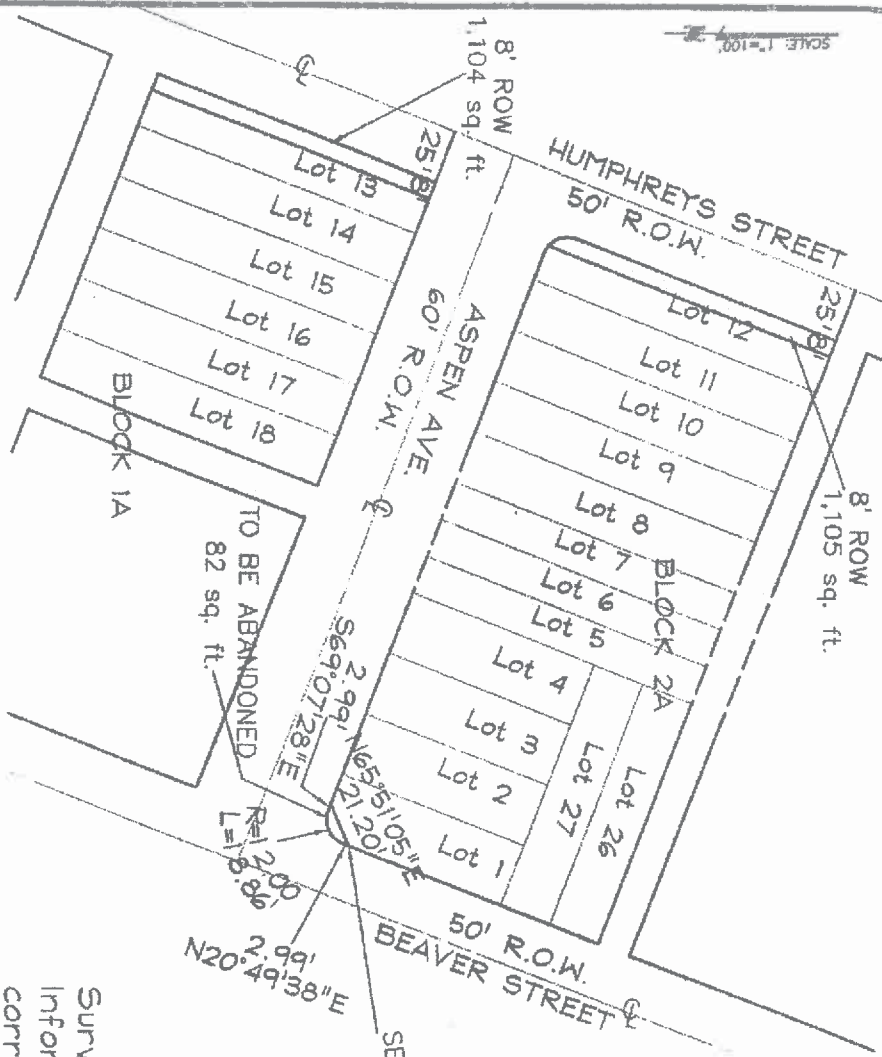 SCALE: 1"=100'
8' ROW
1,104 sq. ft.
HUMPHREYS STREET
50' R.O.W.
25'
8'
25'
8'
8' ROW
1,105 sq. ft.
Lot 13
Lot 14
Lot 15
Lot 16
Lot 17
Lot 18
BLOCK 1A
ASPEN AVE.
60' R.O.W.
Lot 12
Lot 11
Lot 10
Lot 9
Lot 8
Lot 7
Lot 6
Lot 5
Lot 4
Lot 3
Lot 2
Lot 1
BLOCK 2A
Lot 26
Lot 27
TO BE ABANDONED
82 sq. ft.
2.99'
S69°07'28"E
N65°51'05"E
21.20'
R=12.00
L=18.86'
2.99'
N20°49'38"E
50' R.O.W.
BEAVER STREET
SE
Surv
Infor
corr